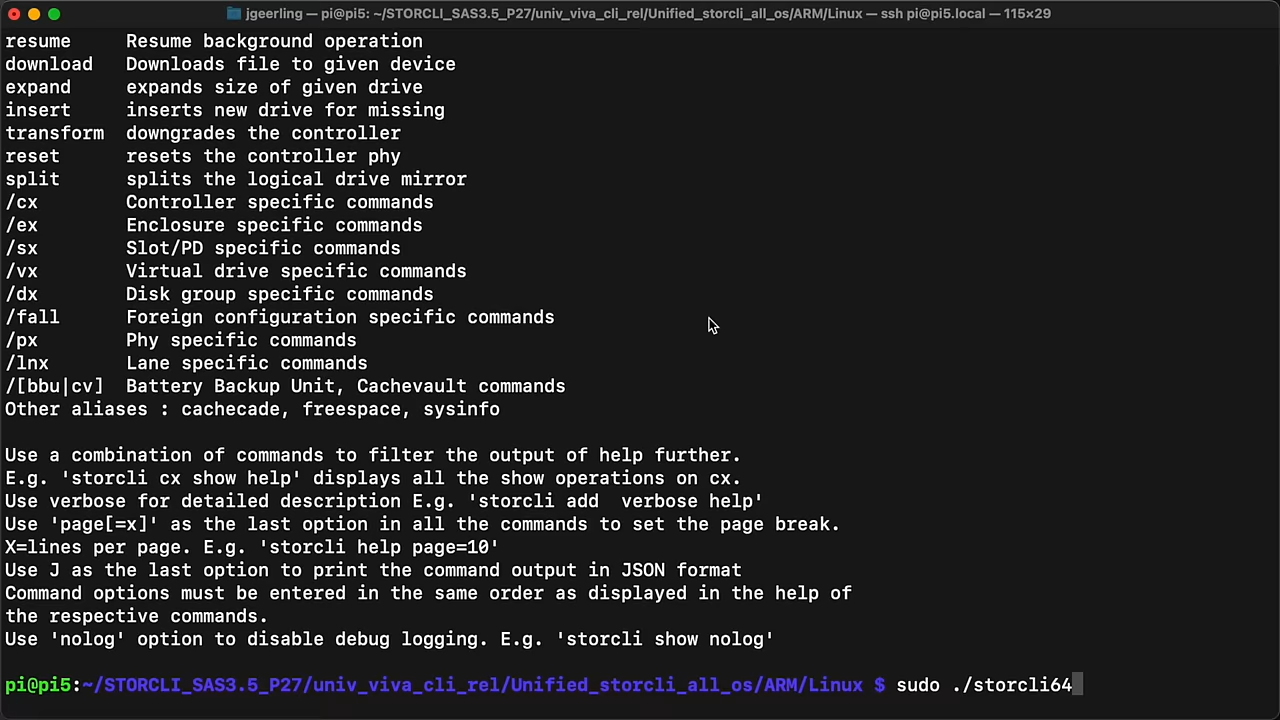 jgeerling — pi@pi5: ~/STORCLI_SAS3.5_P27/univ_viva_cli_rel/Unified_storcli_all_os/ARM/Linux — ssh pi@pi5.local — 115×29
resume     Resume background operation
download   Downloads file to given device
expand     expands size of given drive
insert     inserts new drive for missing
transform  downgrades the controller
reset      resets the controller phy
split      splits the logical drive mirror
/cx        Controller specific commands
/ex        Enclosure specific commands
/sx        Slot/PD specific commands
/vx        Virtual drive specific commands
/dx        Disk group specific commands
/fall      Foreign configuration specific commands
/px        Phy specific commands
/lnx       Lane specific commands
/[bbu|cv]  Battery Backup Unit, Cachevault commands
Other aliases : cachecade, freespace, sysinfo
Use a combination of commands to filter the output of help further.
E.g. 'storcli cx show help' displays all the show operations on cx.
Use verbose for detailed description E.g. 'storcli add  verbose help'
Use 'page[=x]' as the last option in all the commands to set the page break.
X=lines per page. E.g. 'storcli help page=10'
Use J as the last option to print the command output in JSON format
Command options must be entered in the same order as displayed in the help of
the respective commands.
Use 'nolog' option to disable debug logging. E.g. 'storcli show nolog'
pi@pi5:~/STORCLI_SAS3.5_P27/univ_viva_cli_rel/Unified_storcli_all_os/ARM/Linux $ sudo ./storcli64